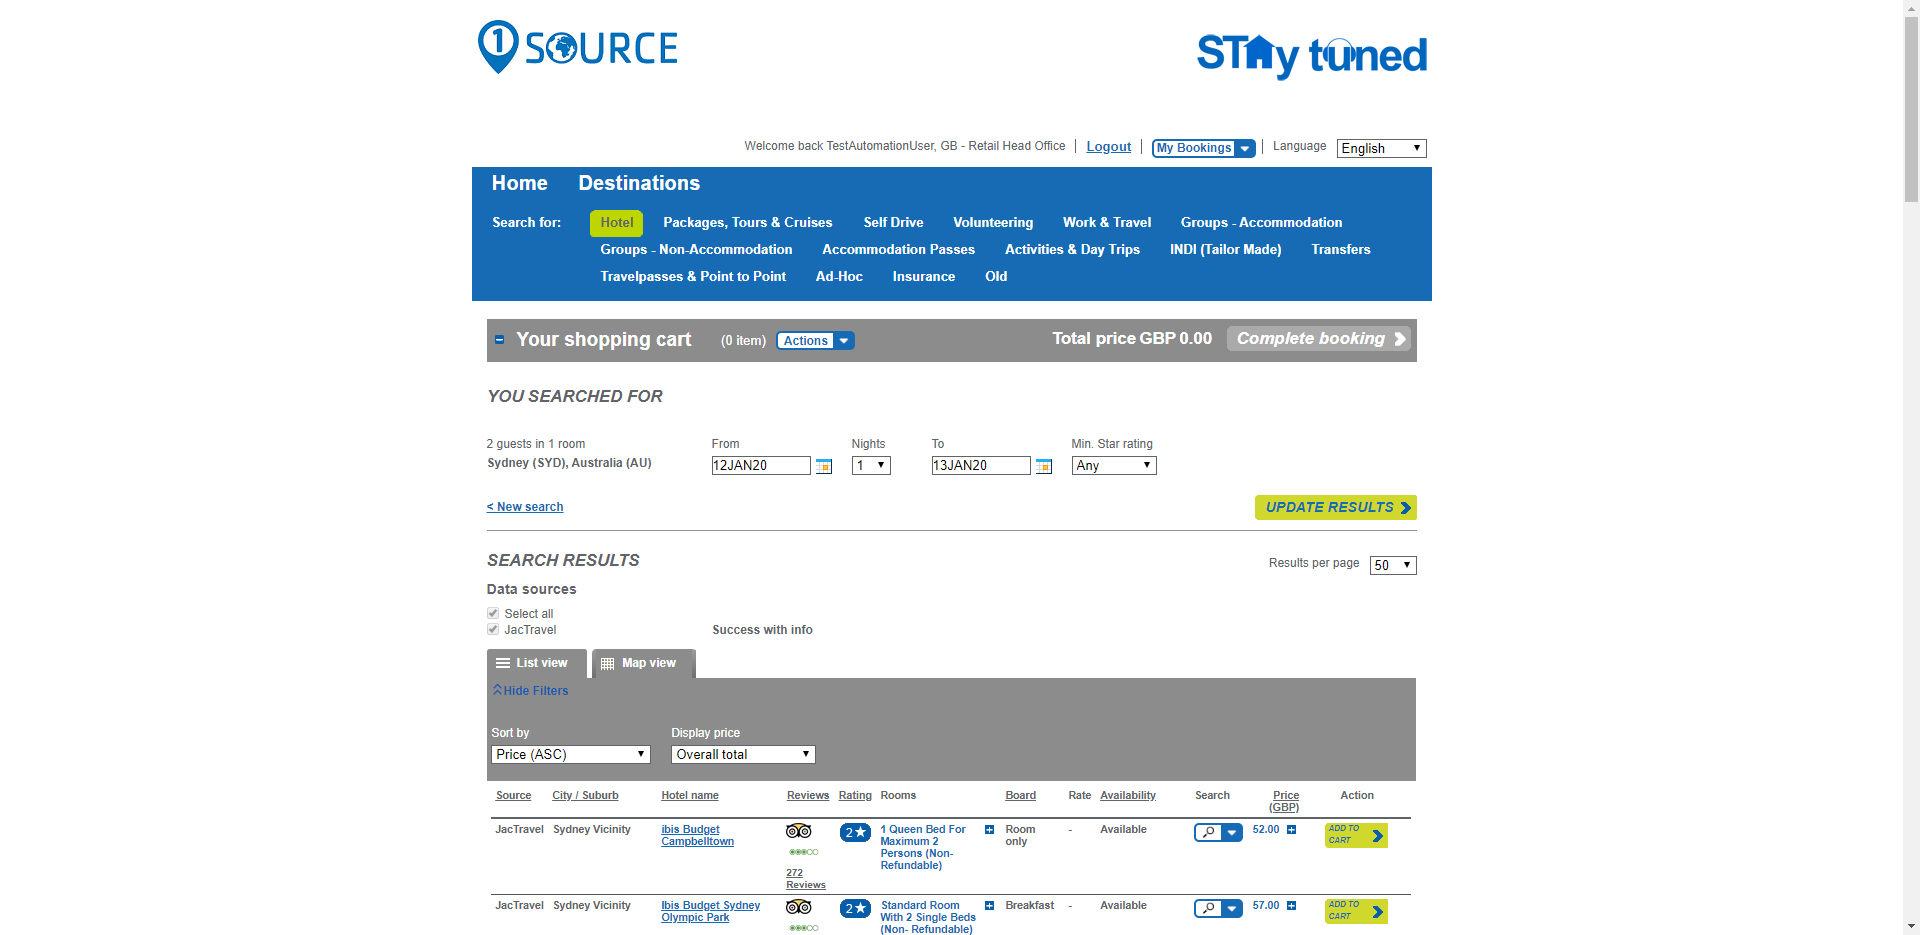 1 SOURCE
STAy tuned
Welcome back TestAutomationUser, GB - Retail Head Office
Logout
My Bookings
Language
English
Home
Destinations
Search for:
Hotel
Packages, Tours & Cruises
Self Drive
Volunteering
Work & Travel
Groups - Accommodation
Groups - Non-Accommodation
Accommodation Passes
Activities & Day Trips
INDI (Tailor Made)
Transfers
Travelpasses & Point to Point
Ad-Hoc
Insurance
Old
Your shopping cart
(0 item)
Actions
Total price GBP 0.00
Complete booking
YOU SEARCHED FOR
2 guests in 1 room
Sydney (SYD), Australia (AU)
From
12JAN20
Nights
1
To
13JAN20
Min. Star rating
Any
< New search
UPDATE RESULTS
SEARCH RESULTS
Results per page
50
Data sources
Select all
JacTravel
Success with info
List view
Map view
Hide Filters
Sort by
Price (ASC)
Display price
Overall total
Source
City / Suburb
Hotel name
Reviews
Rating
Rooms
Board
Rate
Availability
Search
Price
(GBP)
Action
JacTravel
Sydney Vicinity
ibis Budget
Campbelltown
272
Reviews
2
1 Queen Bed For
Maximum 2
Persons (Non-
Refundable)
Room
only
-
Available
52.00
ADD TO
CART
JacTravel
Sydney Vicinity
Ibis Budget Sydney
Olympic Park
2
Standard Room
With 2 Single Beds
(Non- Refundable)
Breakfast
-
Available
57.00
ADD TO
CART